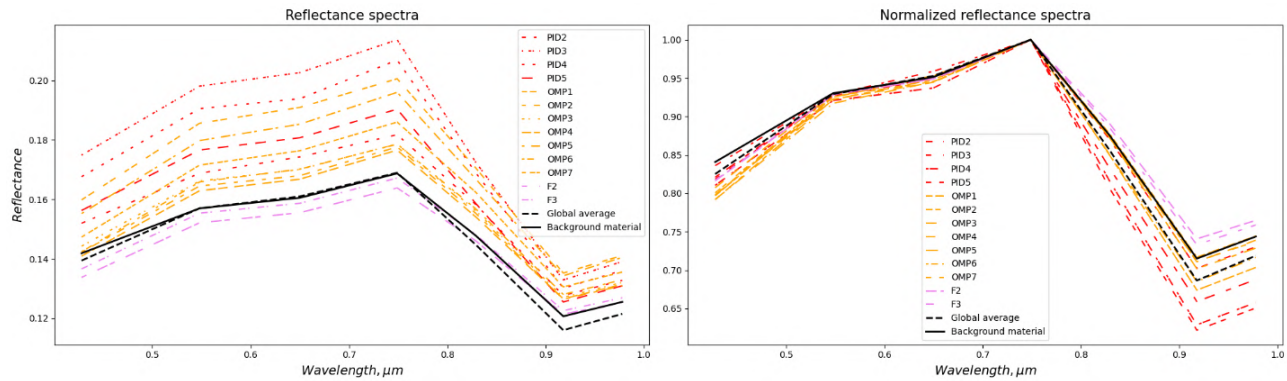 Reflectance spectra
Reflectance
0.20
0.18
0.16
0.14
0.12
PID2
PID3
PID4
PID5
OMP1
OMP2
OMP3
OMP4
OMP5
OMP6
OMP7
F2
F3
Global average
Background material
0.5
0.6
0.7
0.8
0.9
1.0
Wavelength, μm
Normalized reflectance spectra
1.00
0.95
0.90
0.85
0.80
0.75
0.70
0.65
PID2
PID3
PID4
PID5
OMP1
OMP2
OMP3
OMP4
OMP5
OMP6
OMP7
F2
F3
Global average
Background material
0.5
0.6
0.7
0.8
0.9
1.0
Wavelength, μm